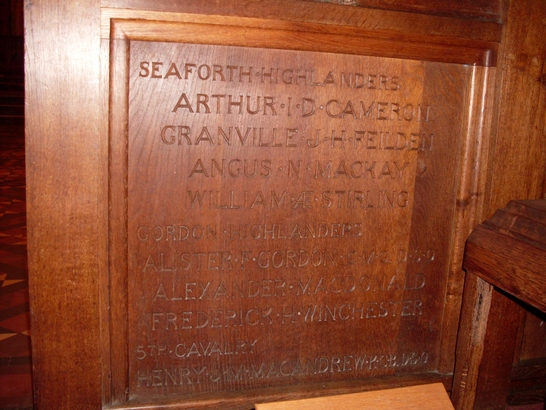 SEAFORTH·HIGHLANDERS
ARTHUR·I·D·CAMERON
GRANVILLE·J·H·FEILDEN
ANGUS·N·MACKAY
WILLIAM·Æ·STIRLING
GORDON·HIGHLANDERS
ALISTER·F·GORDON
ALEXANDER·MACDONALD
FREDERICK·H·WINCHESTER
5TH·CAVALRY
HENRY MACANDREW